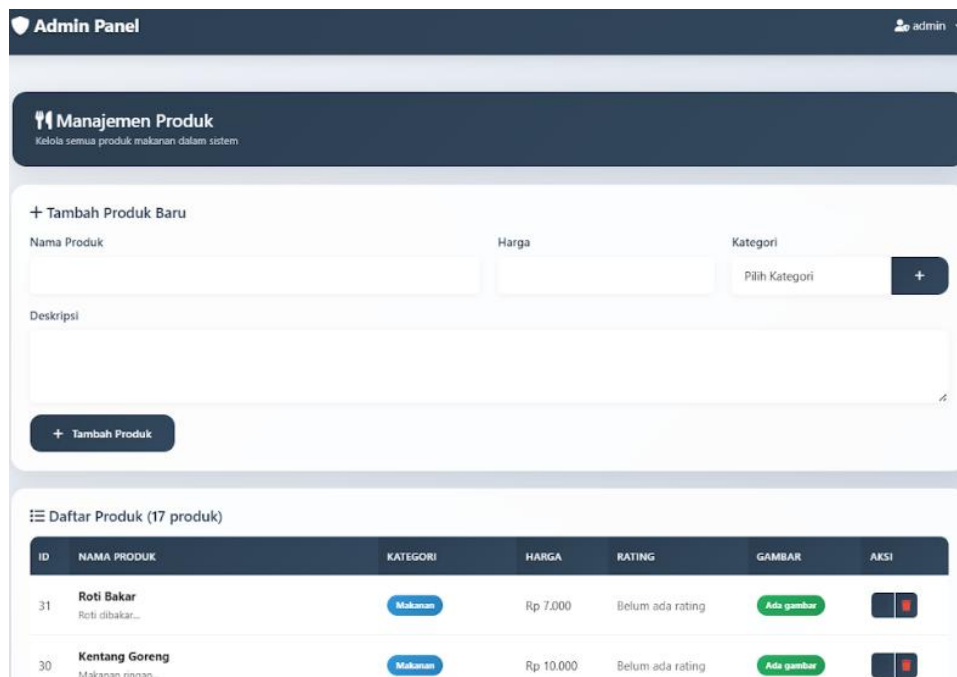 Admin Panel
admin
Manajemen Produk
Kelola semua produk makanan dalam sistem
+ Tambah Produk Baru
Nama Produk
Harga
Kategori
Pilih Kategori
+
Deskripsi
+ Tambah Produk
Daftar Produk (17 produk)
ID NAMA PRODUK KATEGORI HARGA RATING GAMBAR AKSI
31 Roti Bakar Makanan Rp 7.000 Belum ada rating Ada gambar
Roti dibakar...
30 Kentang Goreng Makanan Rp 10.000 Belum ada rating Ada gambar
Makanan ringan...